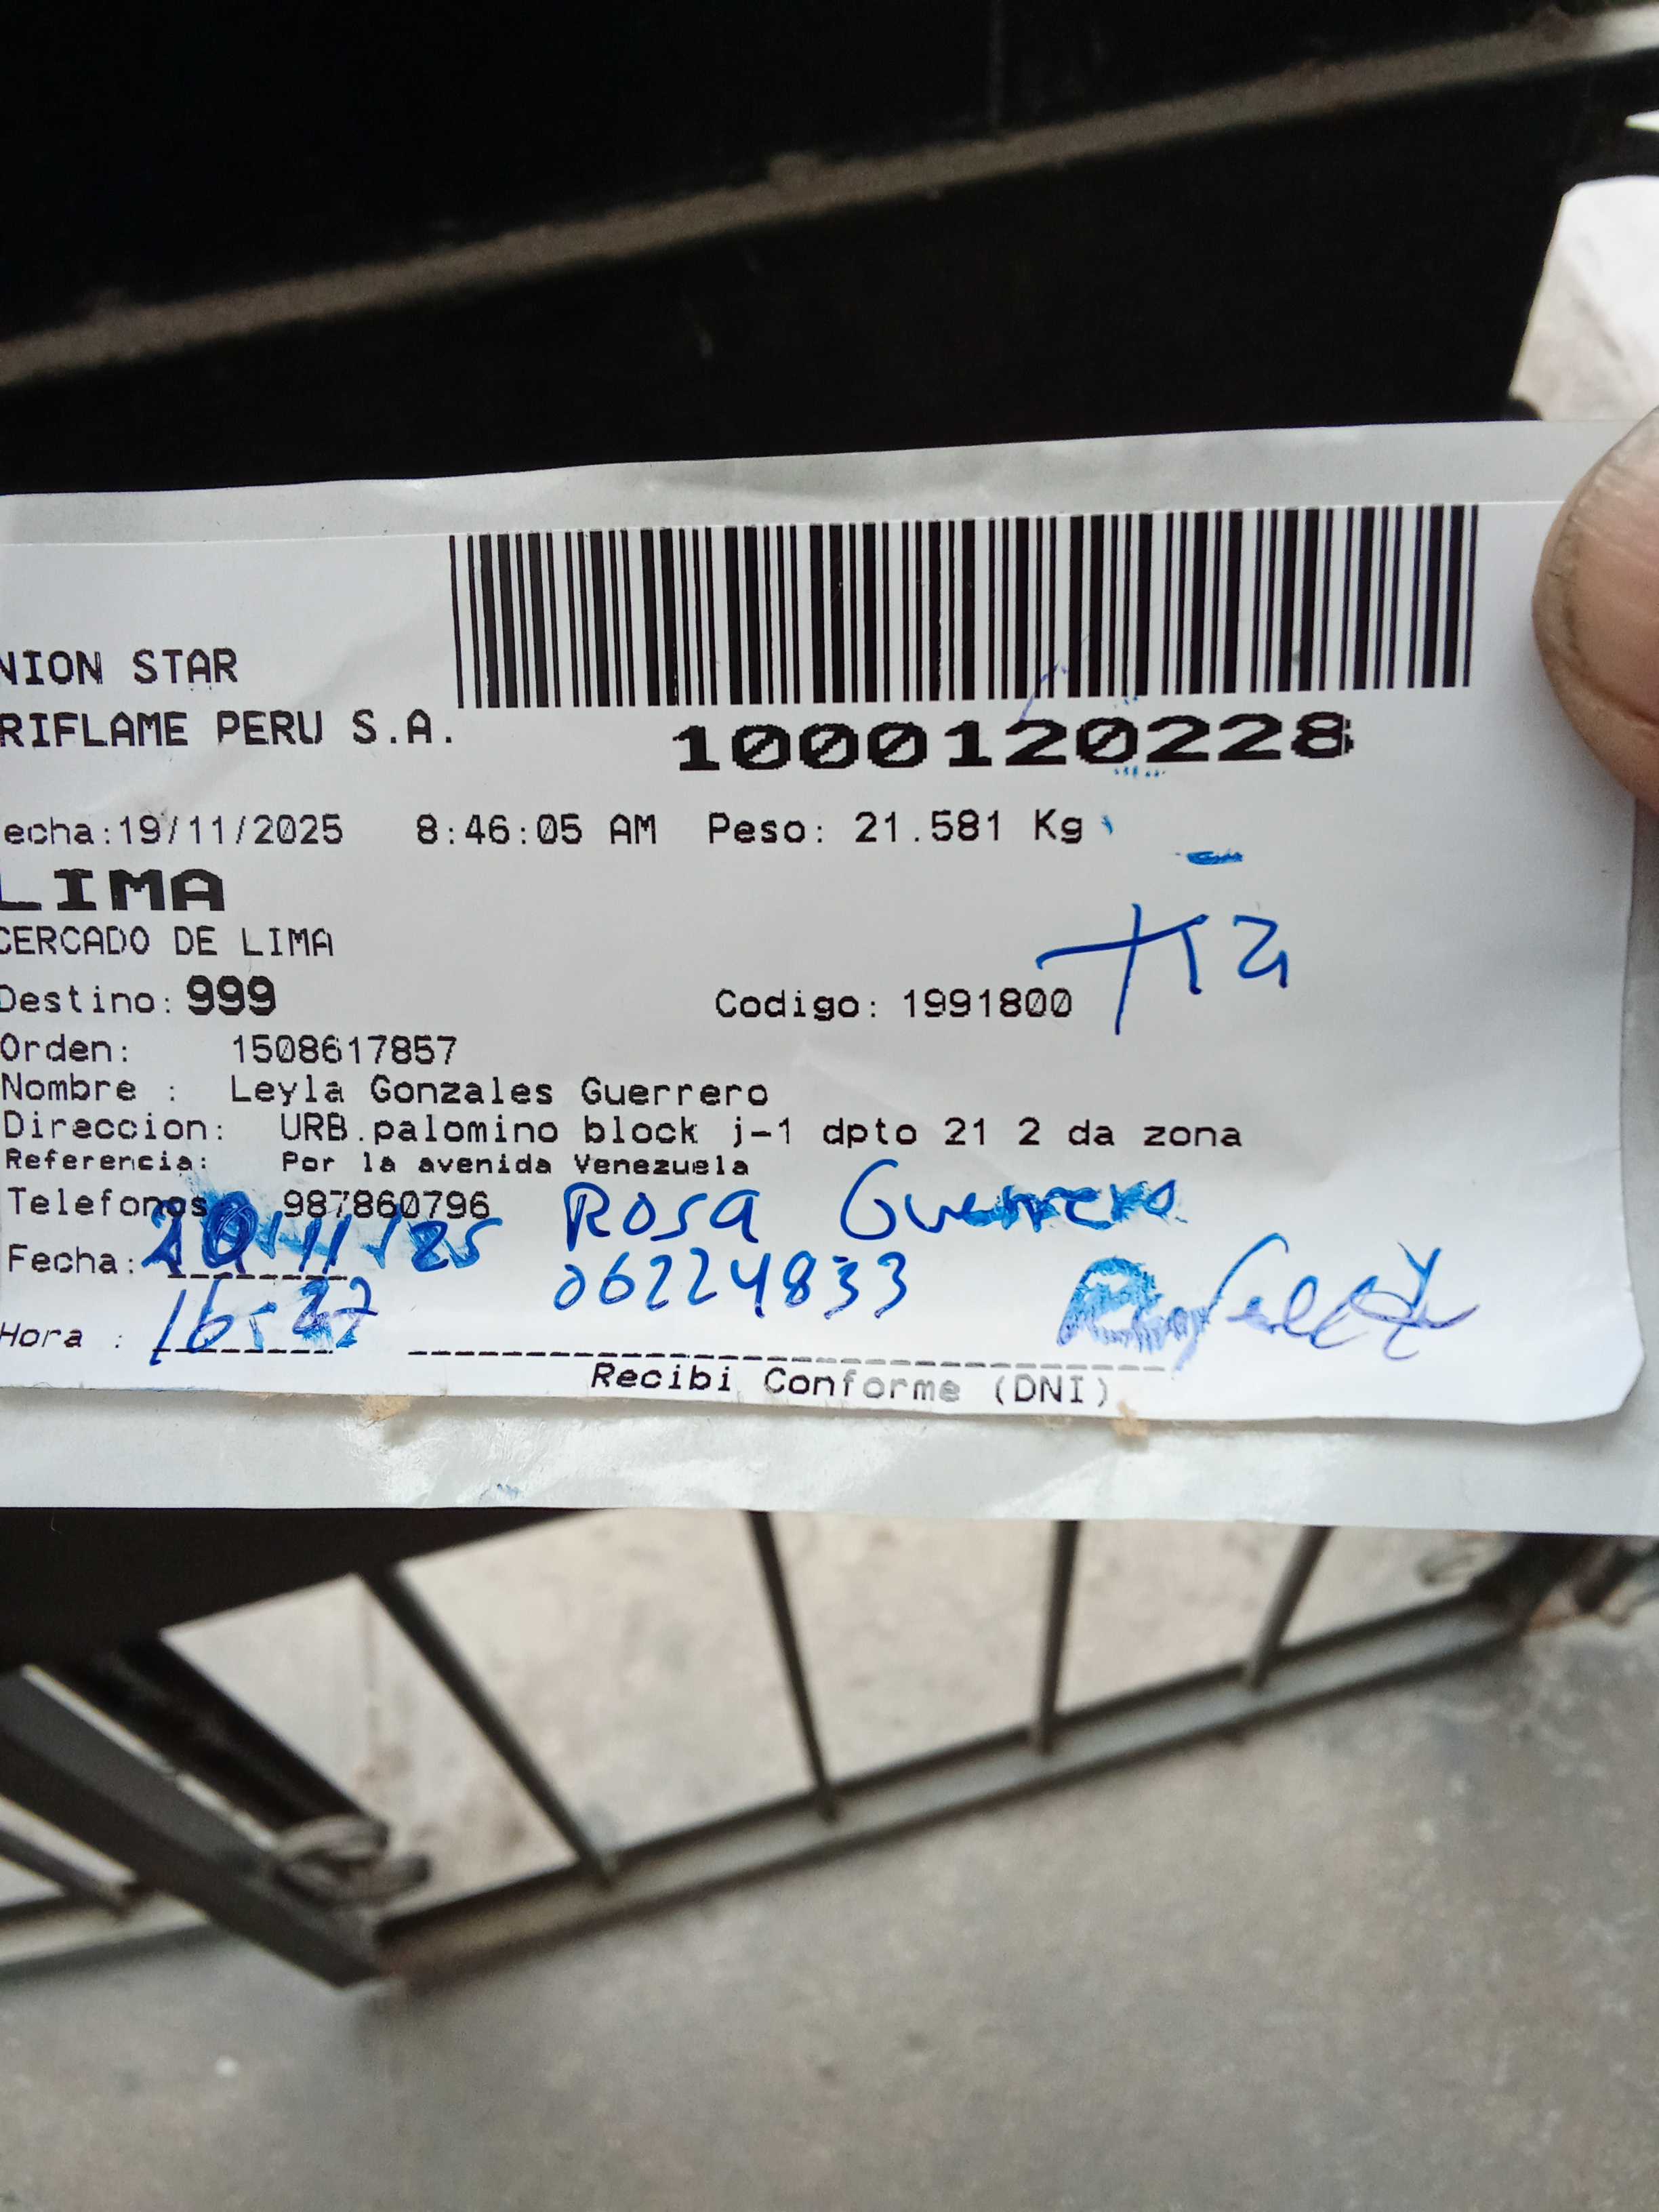 NION STAR
RIFLAME PERU S.A.
1000120228
echa:19/11/2025 8:46:05 AM Peso: 21.581 Kg
LIMA
CERCADO DE LIMA
Destino: 999 Codigo: 1991800
Tia
Orden: 1508617857
Nombre : Leyla Gonzales Guerrero
Direccion: URB.palomino block j-1 dpto 21 2 da zona
Referencia: Por la avenida Venezuela
Telefonos 987860796 Rosa Guerrero
Fecha: 20/11/25 06224833
Hora : 16:
Recibi Conforme (DNI)